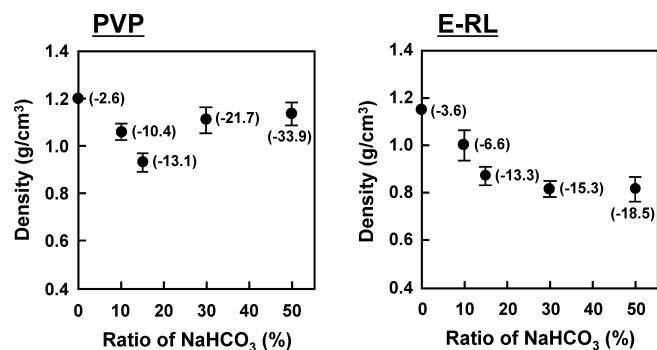 PVP
1.4
1.2
1.0
0.8
0.6
0.4
Density (g/cm³)
(-2.6)
(-10.4)
(-13.1)
(-21.7)
(-33.9)
0 10 20 30 40 50
Ratio of NaHCO₃ (%)
E-RL
1.4
1.2
1.0
0.8
0.6
0.4
Density (g/cm³)
(-3.6)
(-6.6)
(-13.3)
(-15.3)
(-18.5)
0 10 20 30 40 50
Ratio of NaHCO₃ (%)